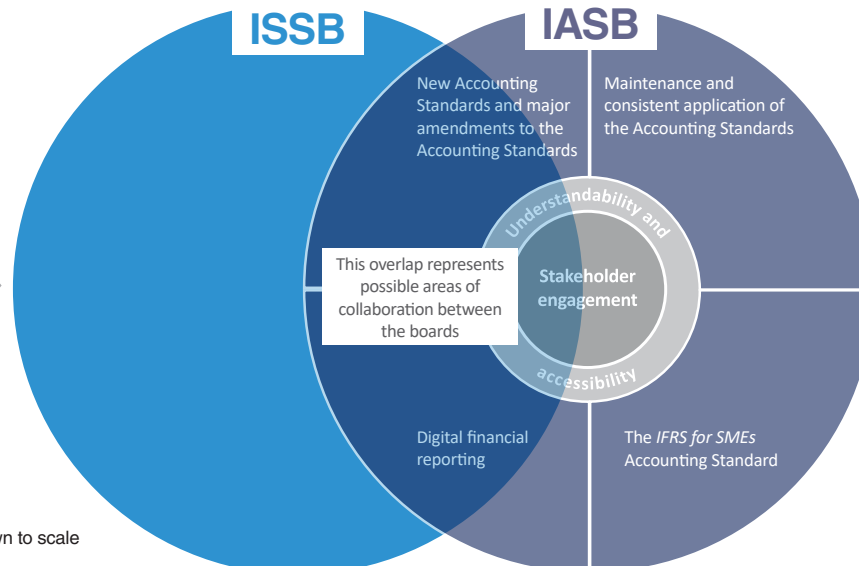 ISSB
IASB
New Accounting
Standards and major
amendments to the
Accounting Standards
Maintenance and
consistent application of
the Accounting Standards
Understandability and
Stakeholder
engagement
This overlap represents
possible areas of
collaboration between
the boards
accessibility
Digital financial
reporting
The IFRS for SMEs
Accounting Standard
to scale